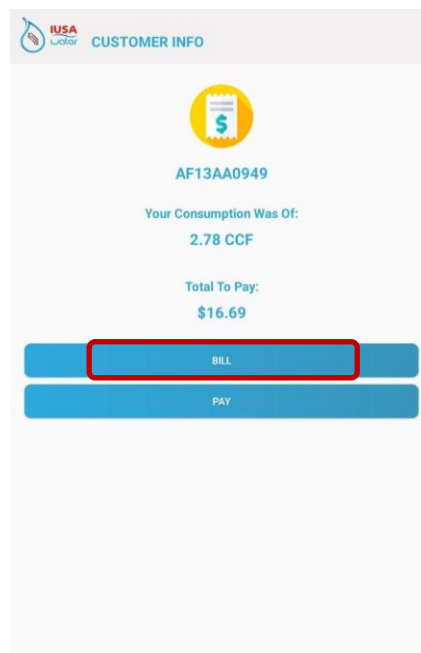 IUSA
Water
CUSTOMER INFO
$
AF13AA0949
Your Consumption Was Of:
2.78 CCF
Total To Pay:
$16.69
BILL
PAY